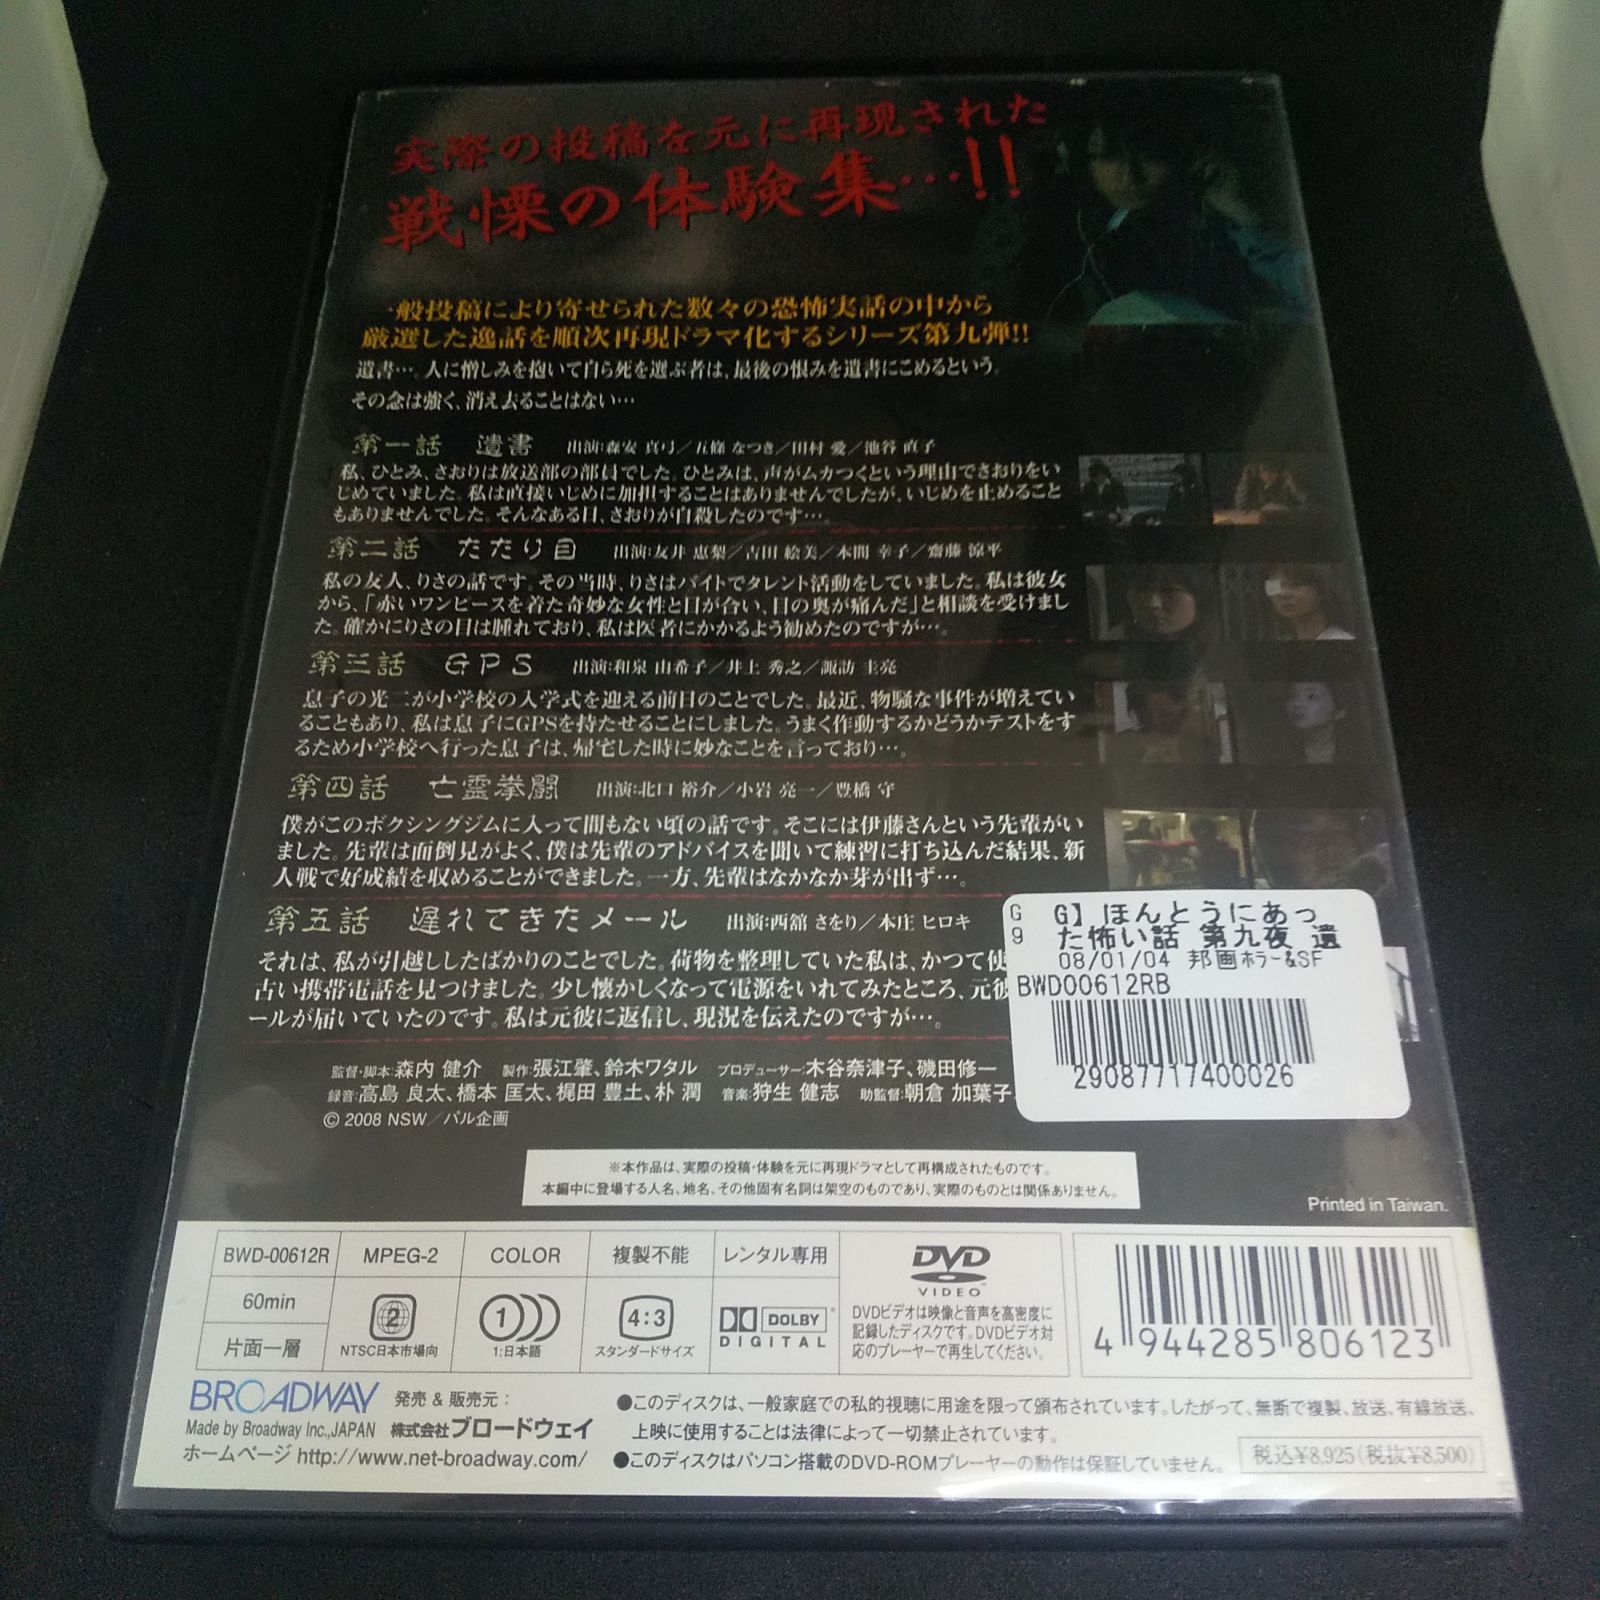 実際の投稿を元に再現された
戦慄の体験集…!!
一般投稿により寄せられた数々の恐怖実話の中から
厳選した逸話を順次再現ドラマ化するシリーズ第九弾!!
遺書…。人に憎しみを抱いて自ら死を選ぶ者は、最後の恨みを遺書にこめるという。
その念は強く、消え去ることはない…
第一話 遺書 出演:森安 真弓/五條 なつき/田村 愛/池谷 直子
私、ひとみ、さおりは放送部の部員でした。ひとみは、声がムカつくという理由でさおりをい
じめていました。私は直接いじめに加担することはありませんでしたが、いじめを止めること
もありませんでした。そんなある日、さおりが自殺したのです…。
第二話 たたり目 出演:友井 恵梨/吉田 絵美/本間 幸子/齋藤 涼平
私の友人、りさの話です。その当時、りさはバイトでタレント活動をしていました。私は彼女
から、「赤いワンピースを着た奇妙な女性と目が合い、目の奥が痛んだ」と相談を受けまし
た。確かにりさの目は腫れており、私は医者にかかるよう勧めたのですが…。
第三話 GPS 出演:和泉 由希子/井上 秀之/諏訪 圭亮
息子の光二が小学校の入学式を迎える前日のことでした。最近、物騒な事件が増えてい
ることもあり、私は息子にGPSを持たせることにしました。うまく作動するかどうかテストをす
るため小学校へ行った息子は、帰宅した時に妙なことを言っており…。
第四話 亡霊拳闘 出演:北口 裕介/小岩 亮一/豊橋 守
僕がこのボクシングジムに入って間もない頃の話です。そこには伊藤さんという先輩がい
ました。先輩は面倒見がよく、僕は先輩のアドバイスを聞いて練習に打ち込んだ結果、新
人戦で好成績を収めることができました。一方、先輩はなかなか芽が出ず…。
第五話 遅れてきたメール 出演:西舘 さをり/本庄 ヒロキ
それは、私が引越ししたばかりのことでした。荷物を整理していた私は、かつて使
古い携帯電話を見つけました。少し懐かしくなって電源をいれてみたところ、元彼
ールが届いていたのです。私は元彼に返信し、現況を伝えたのですが…。
G G】ほんとうにあっ
9 た怖い話 第九夜 遺
08/01/04 邦画ホラー&SF
BWD00612RB
29087717400026
監督・脚本:森内 健介 製作:張江肇、鈴木ワタル プロデューサー:木谷奈津子、磯田修一
録音:高島 良太、橋本 匡太、梶田 豊土、朴 潤 音楽:狩生 健志 助監督:朝倉 加葉子
© 2008 NSW/パル企画
※本作品は、実際の投稿・体験を元に再現ドラマとして再構成されたものです。
本編中に登場する人名、地名、その他固有名詞は架空のものであり、実際のものとは関係ありません。
Printed in Taiwan.
BWD-00612R MPEG-2 COLOR 複製不能 レンタル専用
60min
片面一層
2
NTSC日本市場向
1
1:日本語
4:3
スタンダードサイズ
DOLBY
DIGITAL
DVD
VIDEO
DVDビデオは映像と音声を高密度に
記録したディスクです。DVDビデオ対
応のプレーヤーで再生してください。
4 944285 806123
BROADWAY 発売 & 販売元:
Made by Broadway Inc.,JAPAN 株式会社ブロードウェイ
ホームページ http://www.net-broadway.com/
●このディスクは、一般家庭での私的視聴に用途を限って頒布されています。したがって、無断で複製、放送、有線放送、
上映に使用することは法律によって一切禁止されています。
●このディスクはパソコン搭載のDVD-ROMプレーヤーの動作は保証していません。
税込¥8,925(税抜¥8,500)